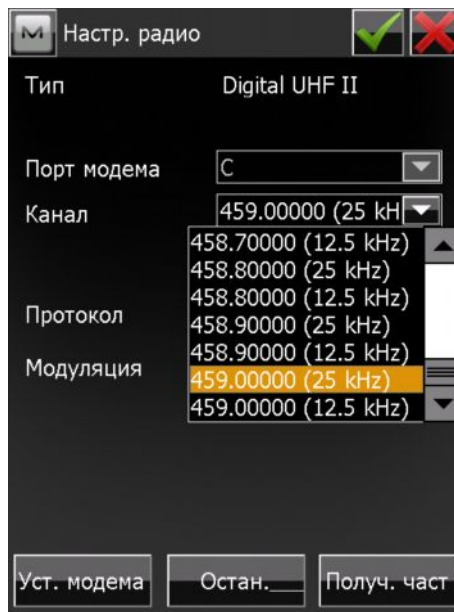 Настр. радио
Тип Digital UHF II
Порт модема C
Канал 459.00000 (25 kH
458.70000 (12.5 kHz)
458.80000 (25 kHz)
458.80000 (12.5 kHz)
458.90000 (25 kHz)
Протокол
458.90000 (12.5 kHz)
Модуляция
459.00000 (25 kHz)
459.00000 (12.5 kHz)
Уст. модема Остан.___ Получ. част